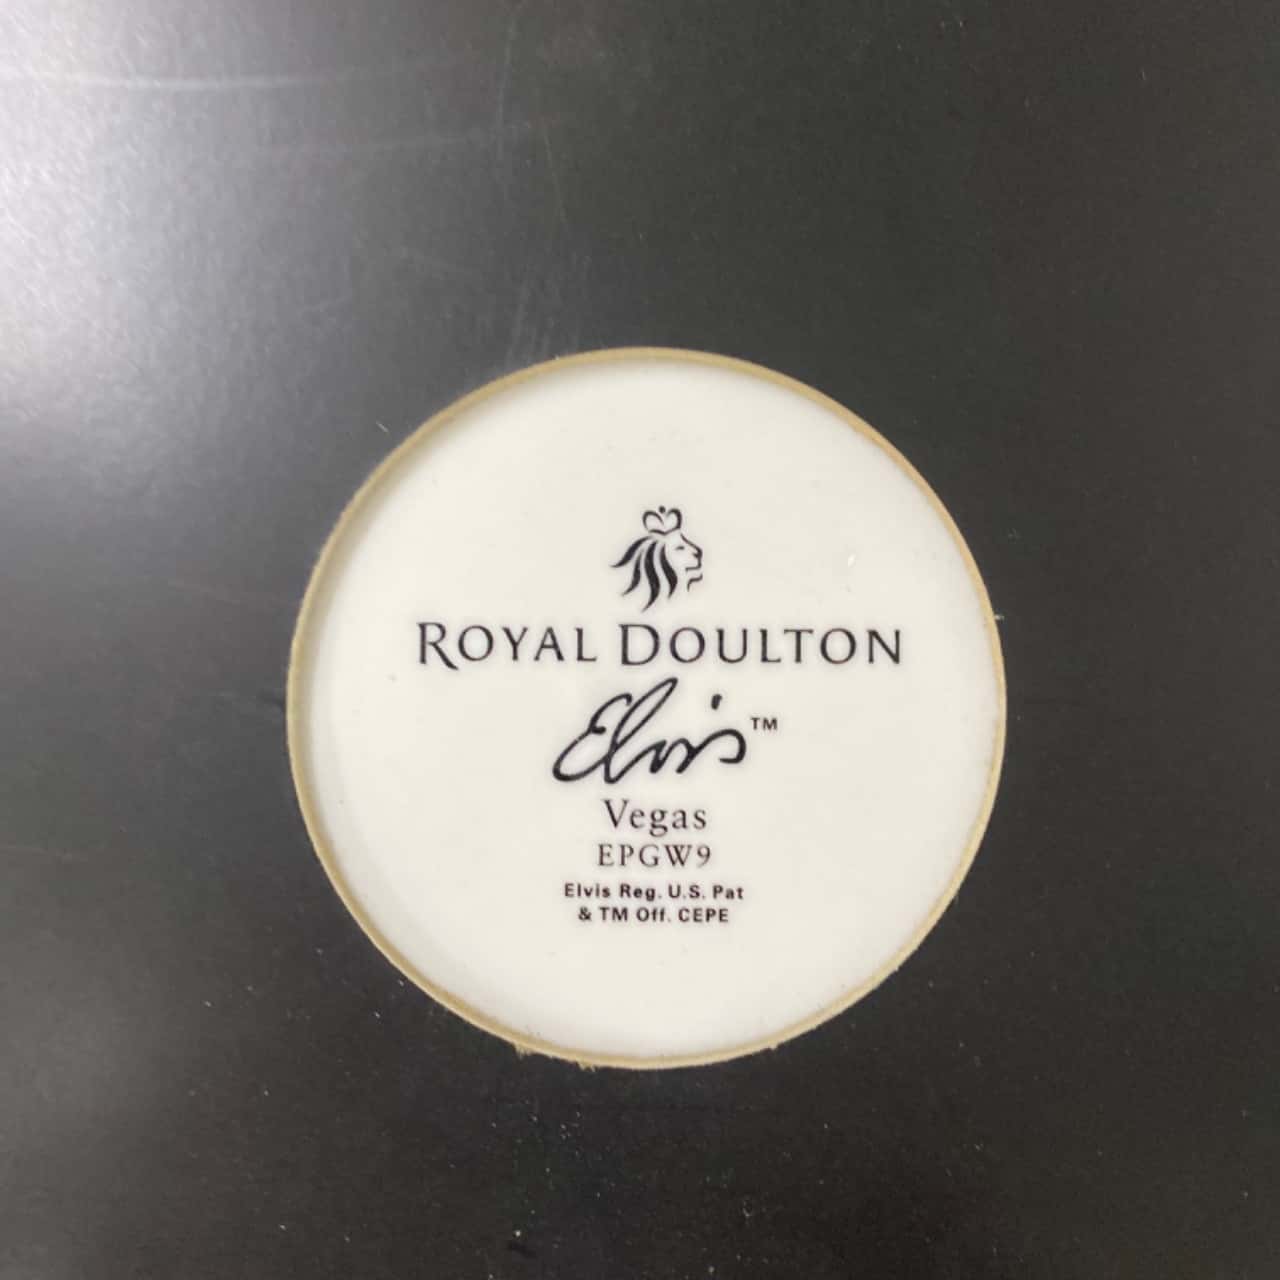 ROYAL DOULTON
Elvis™
Vegas
EPGW9
Elvis Reg. U.S. Pat
& TM Off. CEPE